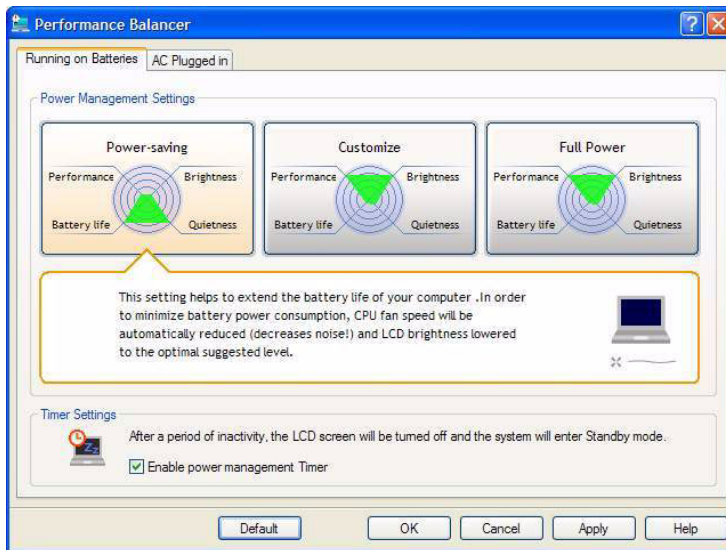 Performance Balancer
Running on Batteries
AC Plugged in
Power Management Settings
Power-saving
Performance
Brightness
Battery life
Quietness
Customize
Performance
Brightness
Battery life
Quietness
Full Power
Performance
Brightness
Battery life
Quietness
This setting helps to extend the battery life of your computer .In order
to minimize battery power consumption, CPU fan speed will be
automatically reduced (decreases noise!) and LCD brightness lowered
to the optimal suggested level.
Timer Settings
After a period of inactivity, the LCD screen will be turned off and the system will enter Standby mode.
Enable power management Timer
Default
OK
Cancel
Apply
Help